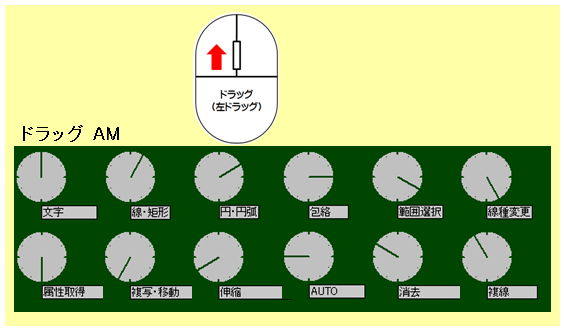 ドラッグ
(左ドラッグ)
ドラッグ AM
文字 線・矩形 円・円弧 包絡 範囲選択 線種変更
属性取得 複写・移動 伸縮 AUTO 消去 複線